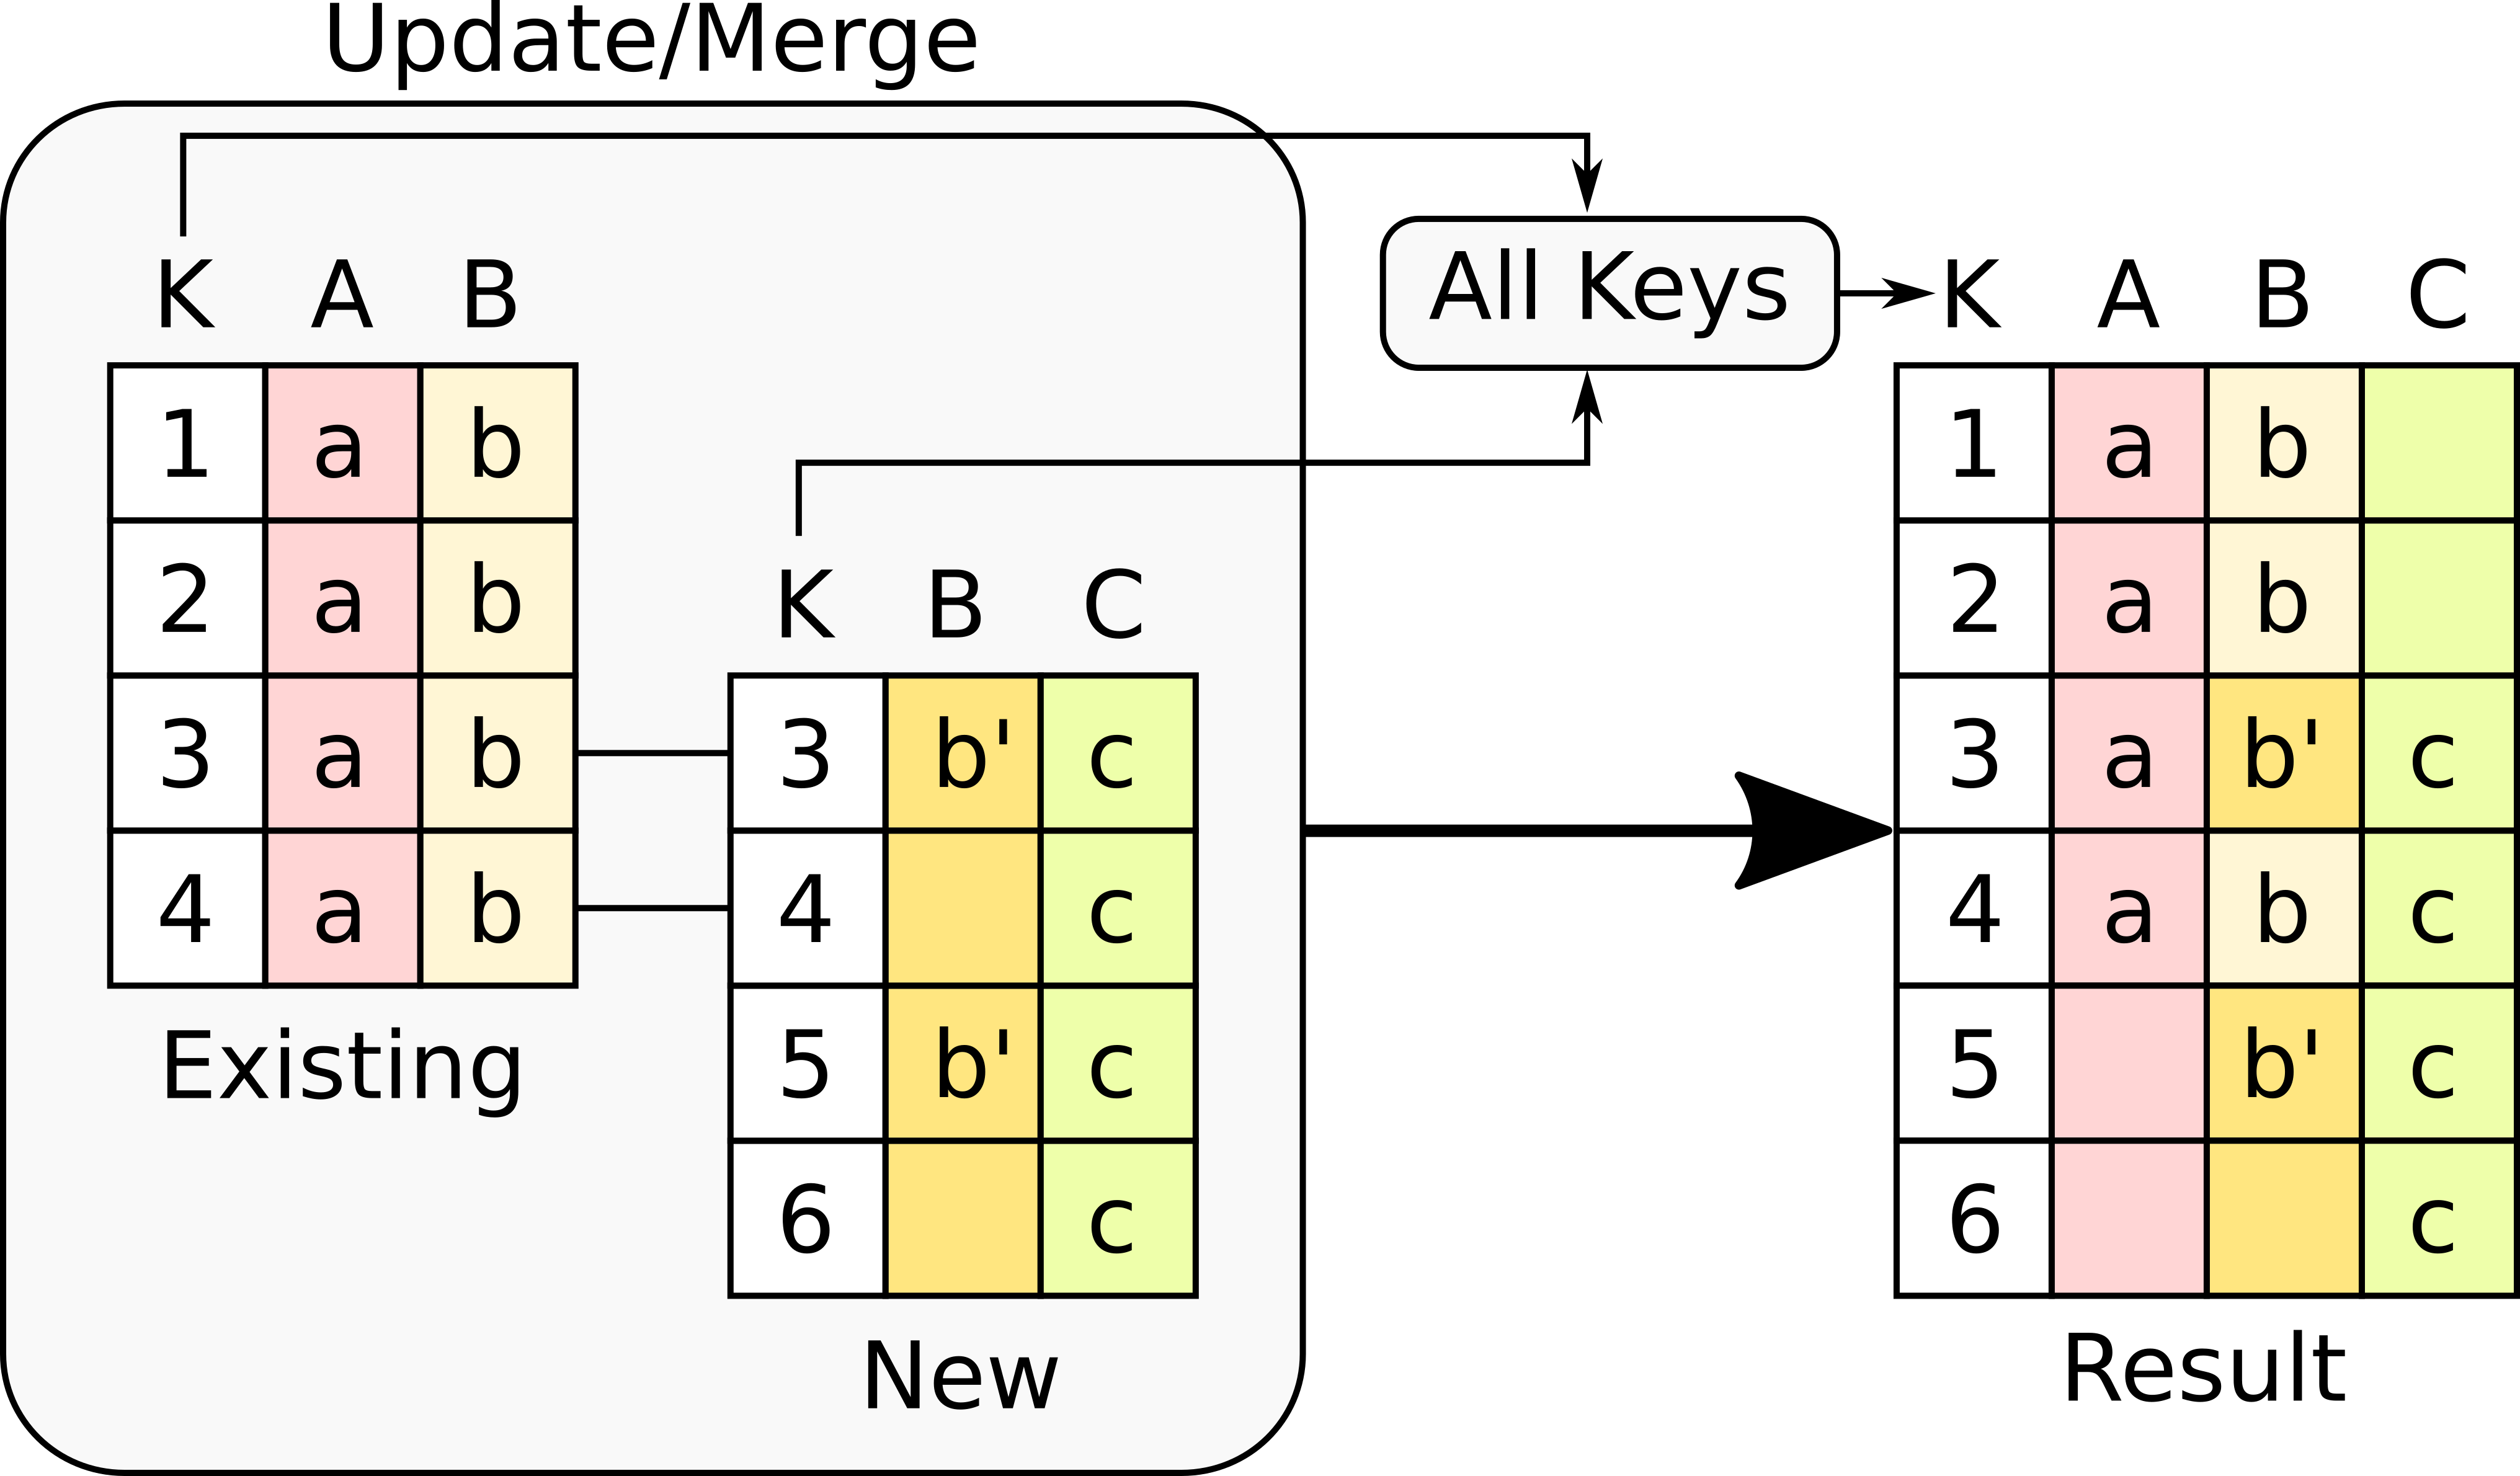 Update/Merge
All Keys
K A B
K A B C
1 a b
1 a b
2 a b
2 a b
K B C
3 a b
3 b' c
3 a b' c
4 a b
4 c
4 a b c
Existing
5 b' c
5 b' c
6 c
6 c
New
Result